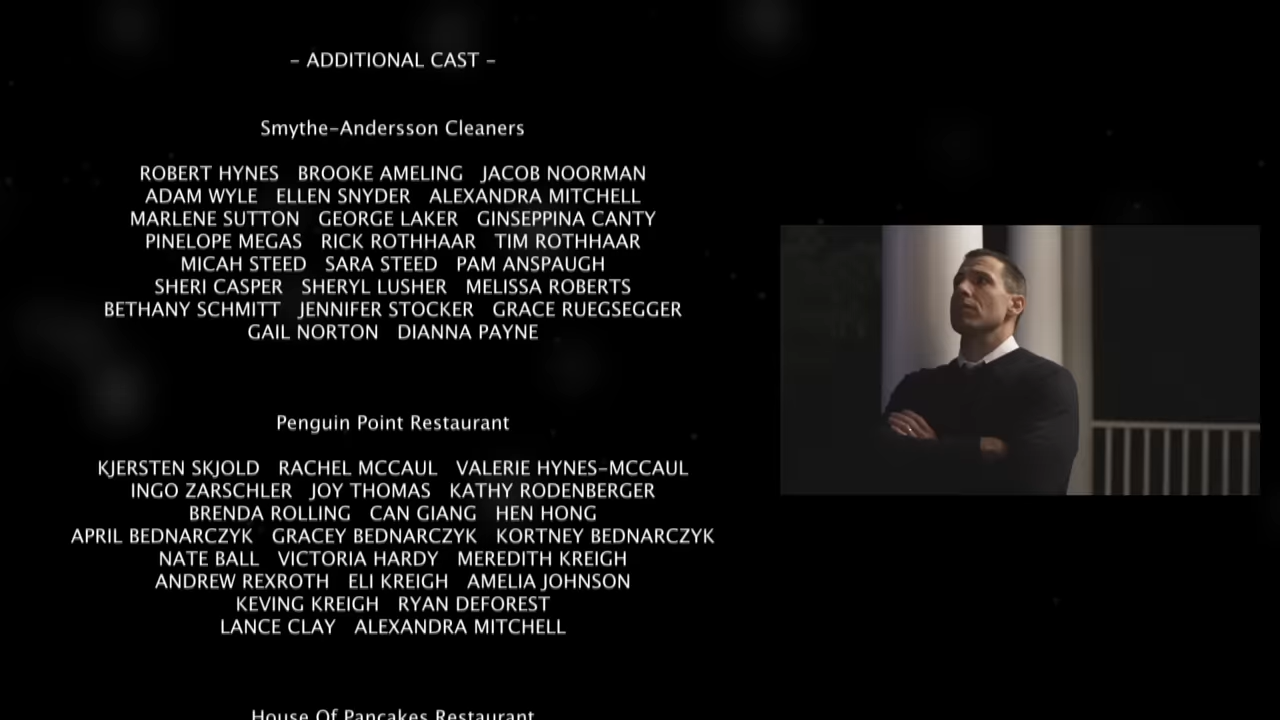 - ADDITIONAL CAST -
Smythe-Andersson Cleaners
ROBERT HYNES BROOKE AMELING JACOB NOORMAN
ADAM WYLE ELLEN SNYDER ALEXANDRA MITCHELL
MARLENE SUTTON GEORGE LAKER GINSEPPINA CANTY
PINELOPE MEGAS RICK ROTHHAAR TIM ROTHHAAR
MICAH STEED SARA STEED PAM ANSPAUGH
SHERI CASPER SHERYL LUSHER MELISSA ROBERTS
BETHANY SCHMITT JENNIFER STOCKER GRACE RUEGSEGGER
GAIL NORTON DIANNA PAYNE
Penguin Point Restaurant
KJERSTEN SKJOLD RACHEL MCCAUL VALERIE HYNES-MCCAUL
INGO ZARSCHLER JOY THOMAS KATHY RODENBERGER
BRENDA ROLLING CAN GIANG HEN HONG
APRIL BEDNARCZYK GRACEY BEDNARCZYK KORTNEY BEDNARCZYK
NATE BALL VICTORIA HARDY MEREDITH KREIGH
ANDREW REXROTH ELI KREIGH AMELIA JOHNSON
KEVING KREIGH RYAN DEFOREST
LANCE CLAY ALEXANDRA MITCHELL
House Of Pancakes Restaurant